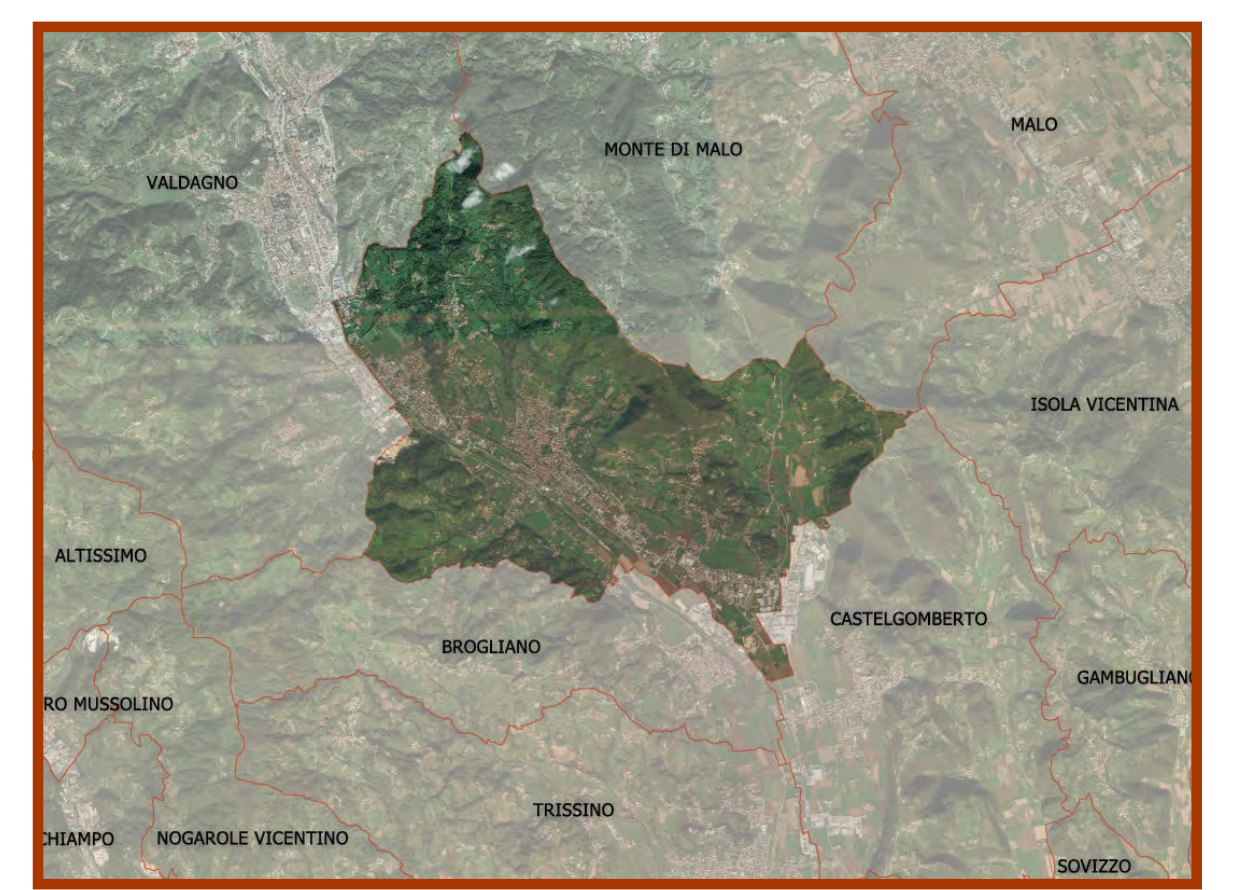 MALO
MONTE DI MALO
VALDAGNO
ISOLA VICENTINA
ALTISSIMO
CASTELGOMBERTO
BROGLIANO
GAMBUGLIAN
RO MUSSOLINO
TRISSINO
CHIAMPO
NOGAROLE VICENTINO
SOVIZZO